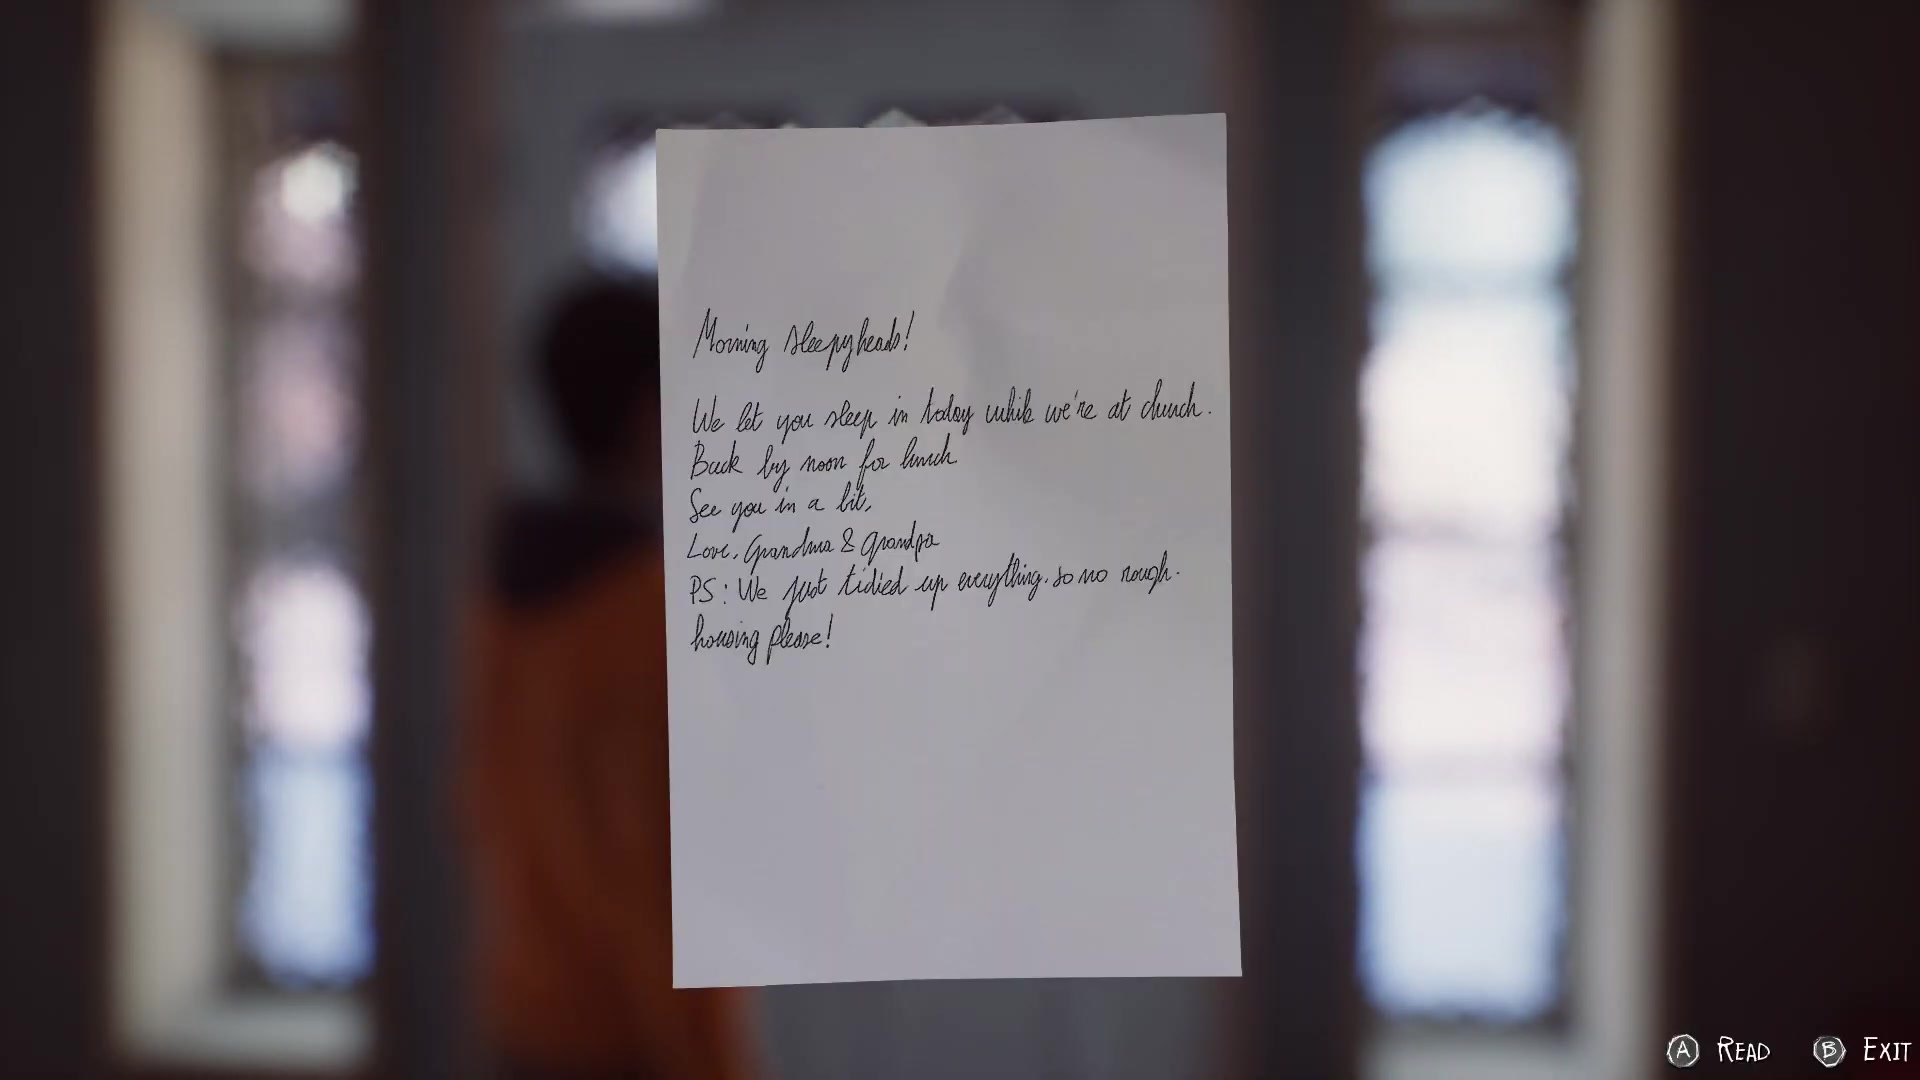 Morning sleepyheads!
We let you sleep in today while we're at church.
Back by noon for lunch
See you in a bit,
Love, Grandma & Grandpa
PS: We just tidied up everything, so no rough-
housing please!
A READ B EXIT